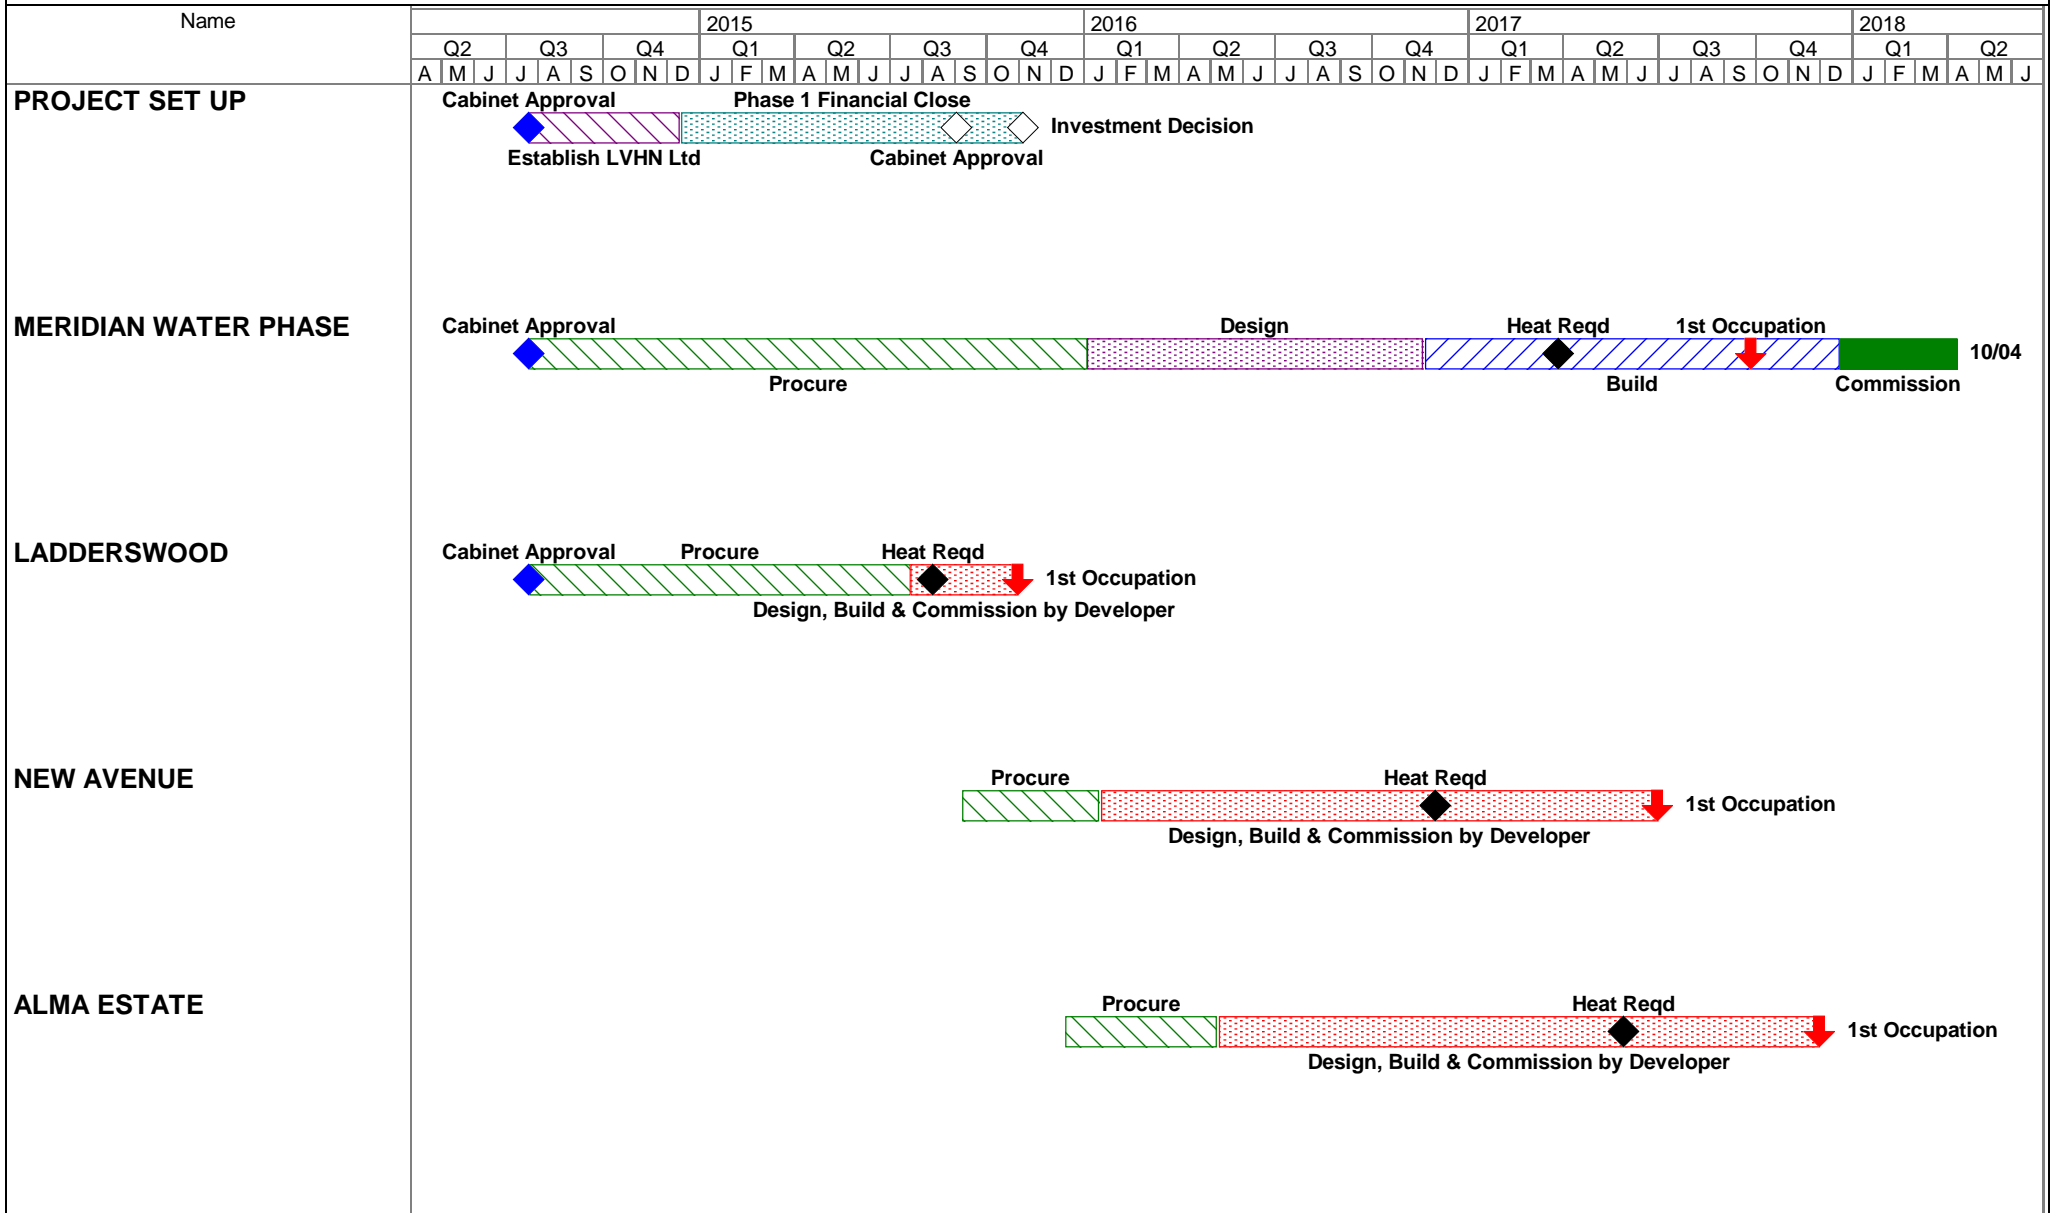 Name
2015 2016 2017 2018
Q2 Q3 Q4 Q1 Q2 Q3 Q4 Q1 Q2 Q3 Q4 Q1 Q2 Q3 Q4 Q1 Q2
A M J J A S O N D J F M A M J J A S O N D J F M A M J J A S O N D J F M A M J J A S O N D J F M A M J
PROJECT SET UP
Cabinet Approval Phase 1 Financial Close
Investment Decision
Establish LVHN Ltd Cabinet Approval
MERIDIAN WATER PHASE
Cabinet Approval Design Heat Reqd 1st Occupation
10/04
Procure Build Commission
LADDERSWOOD
Cabinet Approval Procure Heat Reqd
1st Occupation
Design, Build & Commission by Developer
NEW AVENUE
Procure Heat Reqd
1st Occupation
Design, Build & Commission by Developer
ALMA ESTATE
Procure Heat Reqd
1st Occupation
Design, Build & Commission by Developer